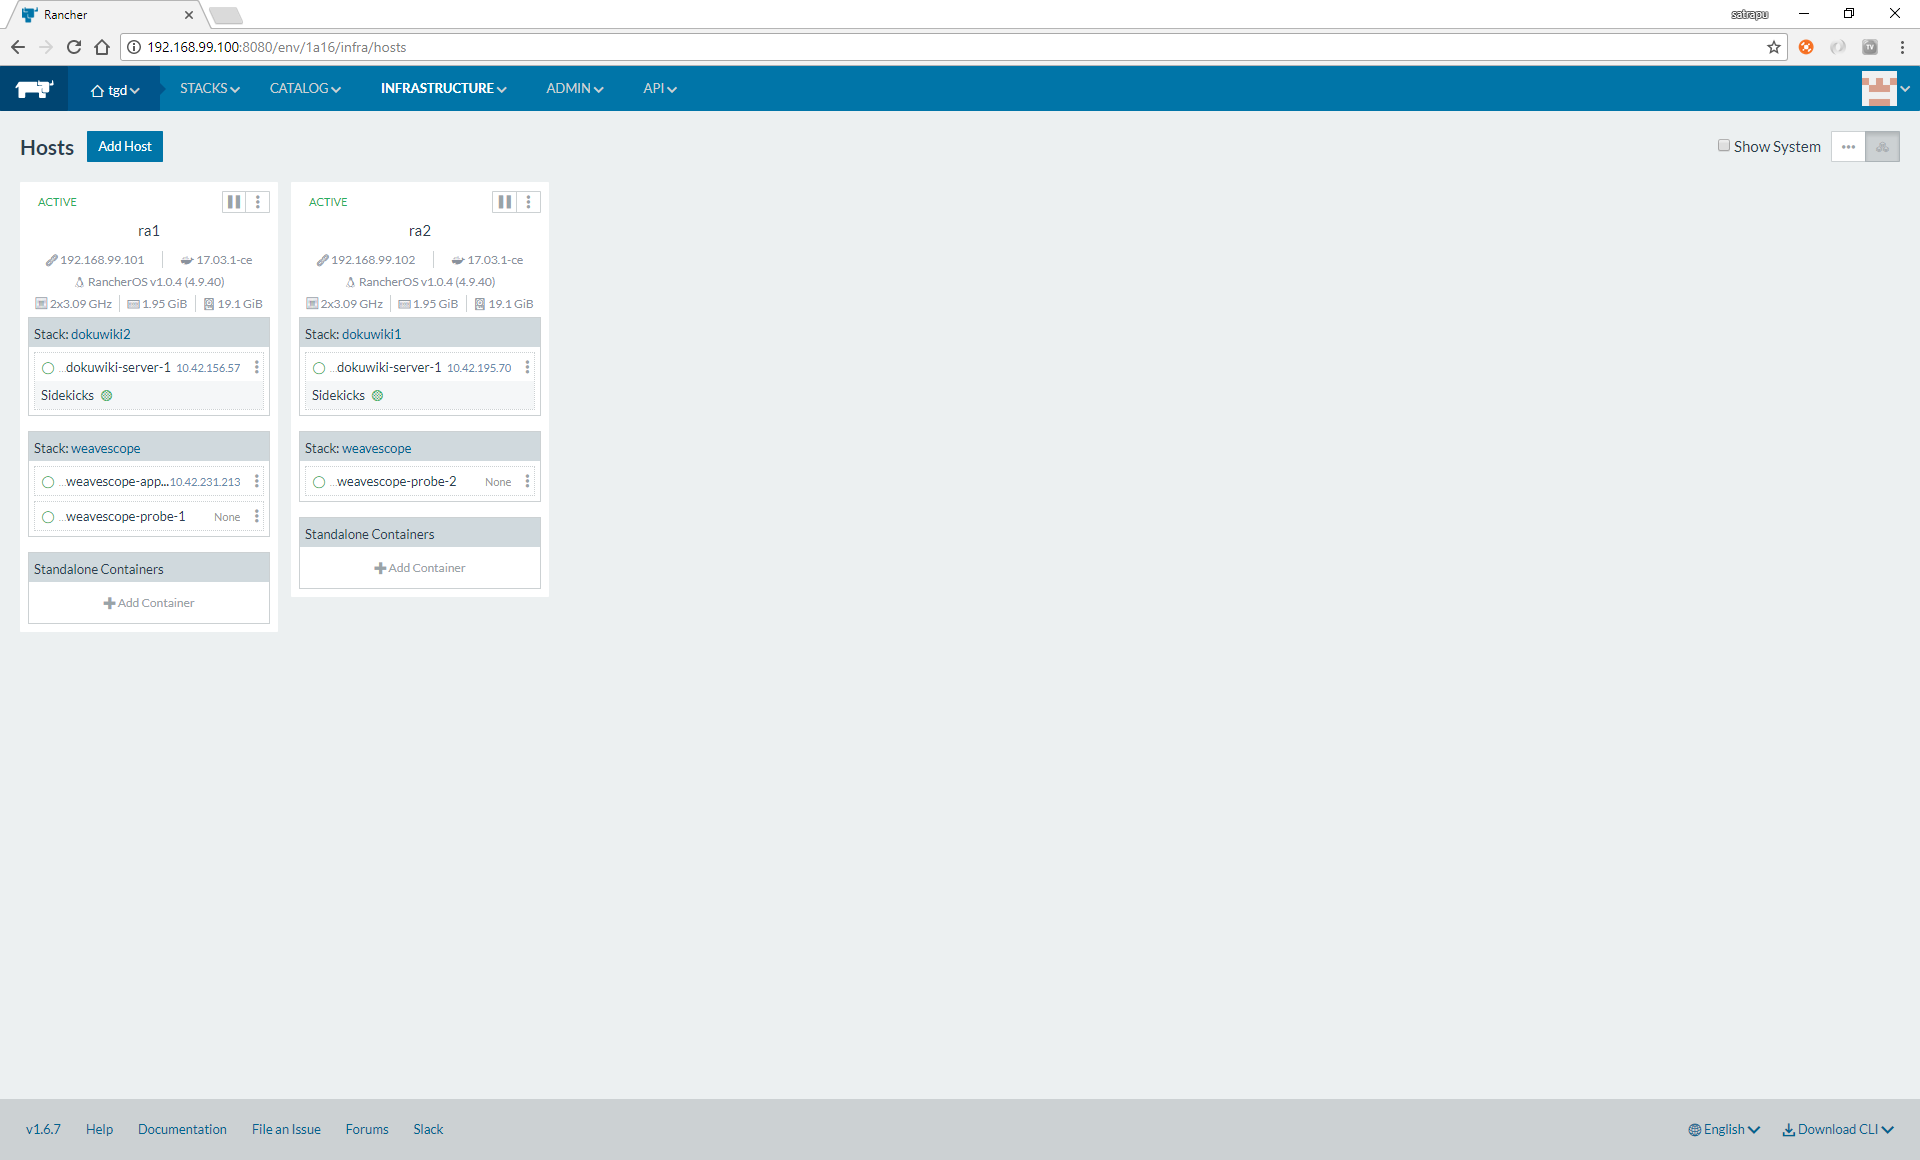 Rancher
satrapu
192.168.99.100:8080/env/1a16/infra/hosts
tgd STACKS CATALOG INFRASTRUCTURE ADMIN API
Hosts Add Host Show System
ACTIVE
ra1
192.168.99.101 17.03.1-ce
RancherOS v1.0.4 (4.9.40)
2x3.09 GHz 1.95 GiB 19.1 GiB
Stack: dokuwiki2
...dokuwiki-server-1 10.42.156.57
Sidekicks
Stack: weavescope
...weavescope-app...10.42.231.213
...weavescope-probe-1 None
Standalone Containers
Add Container
ACTIVE
ra2
192.168.99.102 17.03.1-ce
RancherOS v1.0.4 (4.9.40)
2x3.09 GHz 1.95 GiB 19.1 GiB
Stack: dokuwiki1
...dokuwiki-server-1 10.42.195.70
Sidekicks
Stack: weavescope
...weavescope-probe-2 None
Standalone Containers
Add Container
v1.6.7 Help Documentation File an Issue Forums Slack English Download CLI